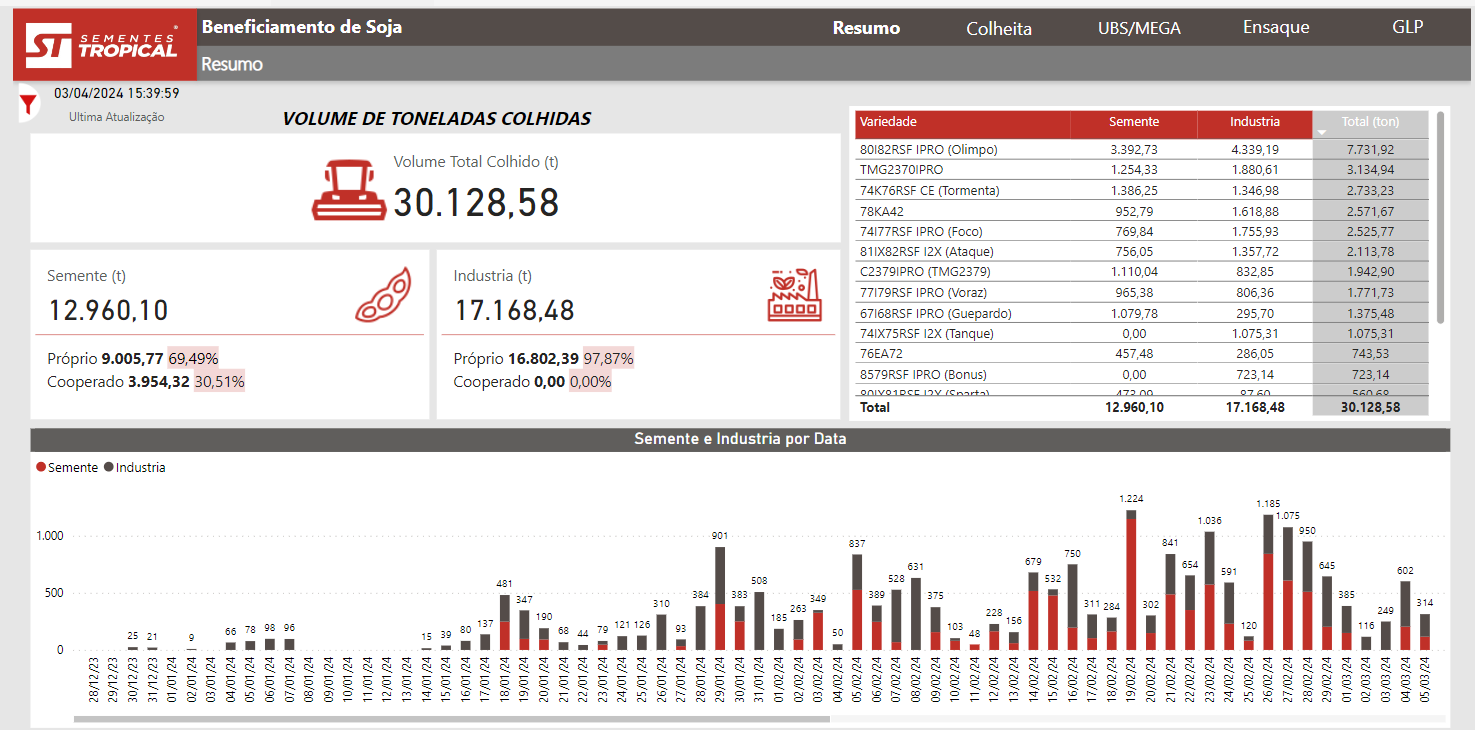 SEMENTES
TROPICAL
Beneficiamento de Soja
Resumo
Colheita
UBS/MEGA
Ensaque
GLP
Resumo
03/04/2024 15:39:59
Ultima Atualização
VOLUME DE TONELADAS COLHIDAS
Volume Total Colhido (t)
30.128,58
Semente (t)
12.960,10
Próprio 9.005,77 69,49%
Cooperado 3.954,32 30,51%
Industria (t)
17.168,48
Próprio 16.802,39 97,87%
Cooperado 0,00 0,00%
Variedade Semente Industria Total (ton)
80I82RSF IPRO (Olimpo) 3.392,73 4.339,19 7.731,92
TMG2370IPRO 1.254,33 1.880,61 3.134,94
74K76RSF CE (Tormenta) 1.386,25 1.346,98 2.733,23
78KA42 952,79 1.618,88 2.571,67
74I77RSF IPRO (Foco) 769,84 1.755,93 2.525,77
81IX82RSF I2X (Ataque) 756,05 1.357,72 2.113,78
C2379IPRO (TMG2379) 1.110,04 832,85 1.942,90
77I79RSF IPRO (Voraz) 965,38 806,36 1.771,73
67I68RSF IPRO (Guepardo) 1.079,78 295,70 1.375,48
74IX75RSF I2X (Tanque) 0,00 1.075,31 1.075,31
76EA72 457,48 286,05 743,53
8579RSF IPRO (Bonus) 0,00 723,14 723,14
80IX81RSF I2X (Sparta) 473,09 87,60 560,68
Total 12.960,10 17.168,48 30.128,58
Semente e Industria por Data
Semente Industria
1.000
500
0
25 21 9 66 78 98 96 15 39 80 137 481 347 190 68 44 79 121 126 310 93 384 901 383 508 185 263 349 50 837 389 528 631 375 103 48 228 156 679 532 750 311 284 1.224 302 841 654 1.036 591 120 1.185 1.075 950 645 385 116 249 602 314
28/12/23 29/12/23 30/12/23 31/12/23 01/01/24 02/01/24 03/01/24 04/01/24 05/01/24 06/01/24 07/01/24 08/01/24 09/01/24 10/01/24 11/01/24 12/01/24 13/01/24 14/01/24 15/01/24 16/01/24 17/01/24 18/01/24 19/01/24 20/01/24 21/01/24 22/01/24 23/01/24 24/01/24 25/01/24 26/01/24 27/01/24 28/01/24 29/01/24 30/01/24 31/01/24 01/02/24 02/02/24 03/02/24 04/02/24 05/02/24 06/02/24 07/02/24 08/02/24 09/02/24 10/02/24 11/02/24 12/02/24 13/02/24 14/02/24 15/02/24 16/02/24 17/02/24 18/02/24 19/02/24 20/02/24 21/02/24 22/02/24 23/02/24 24/02/24 25/02/24 26/02/24 27/02/24 28/02/24 29/02/24 01/03/24 02/03/24 03/03/24 04/03/24 05/03/24